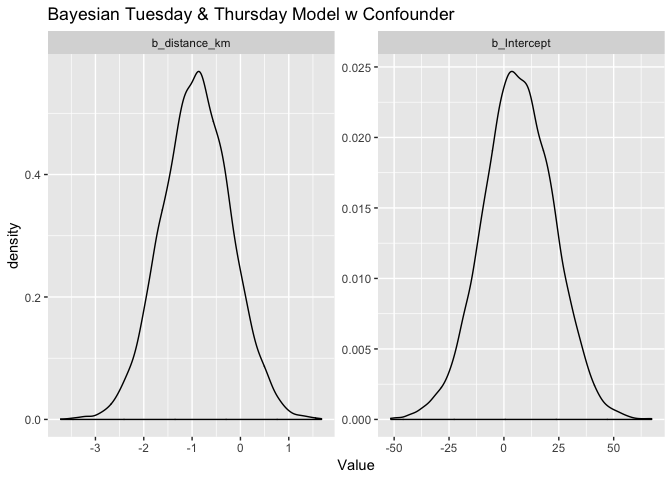 Bayesian Tuesday & Thursday Model w Confounder
b_distance_km
b_Intercept
density
0.4
0.2
0.0
0.025
0.020
0.015
0.010
0.005
0.000
-3 -2 -1 0 1
-50 -25 0 25 50
Value